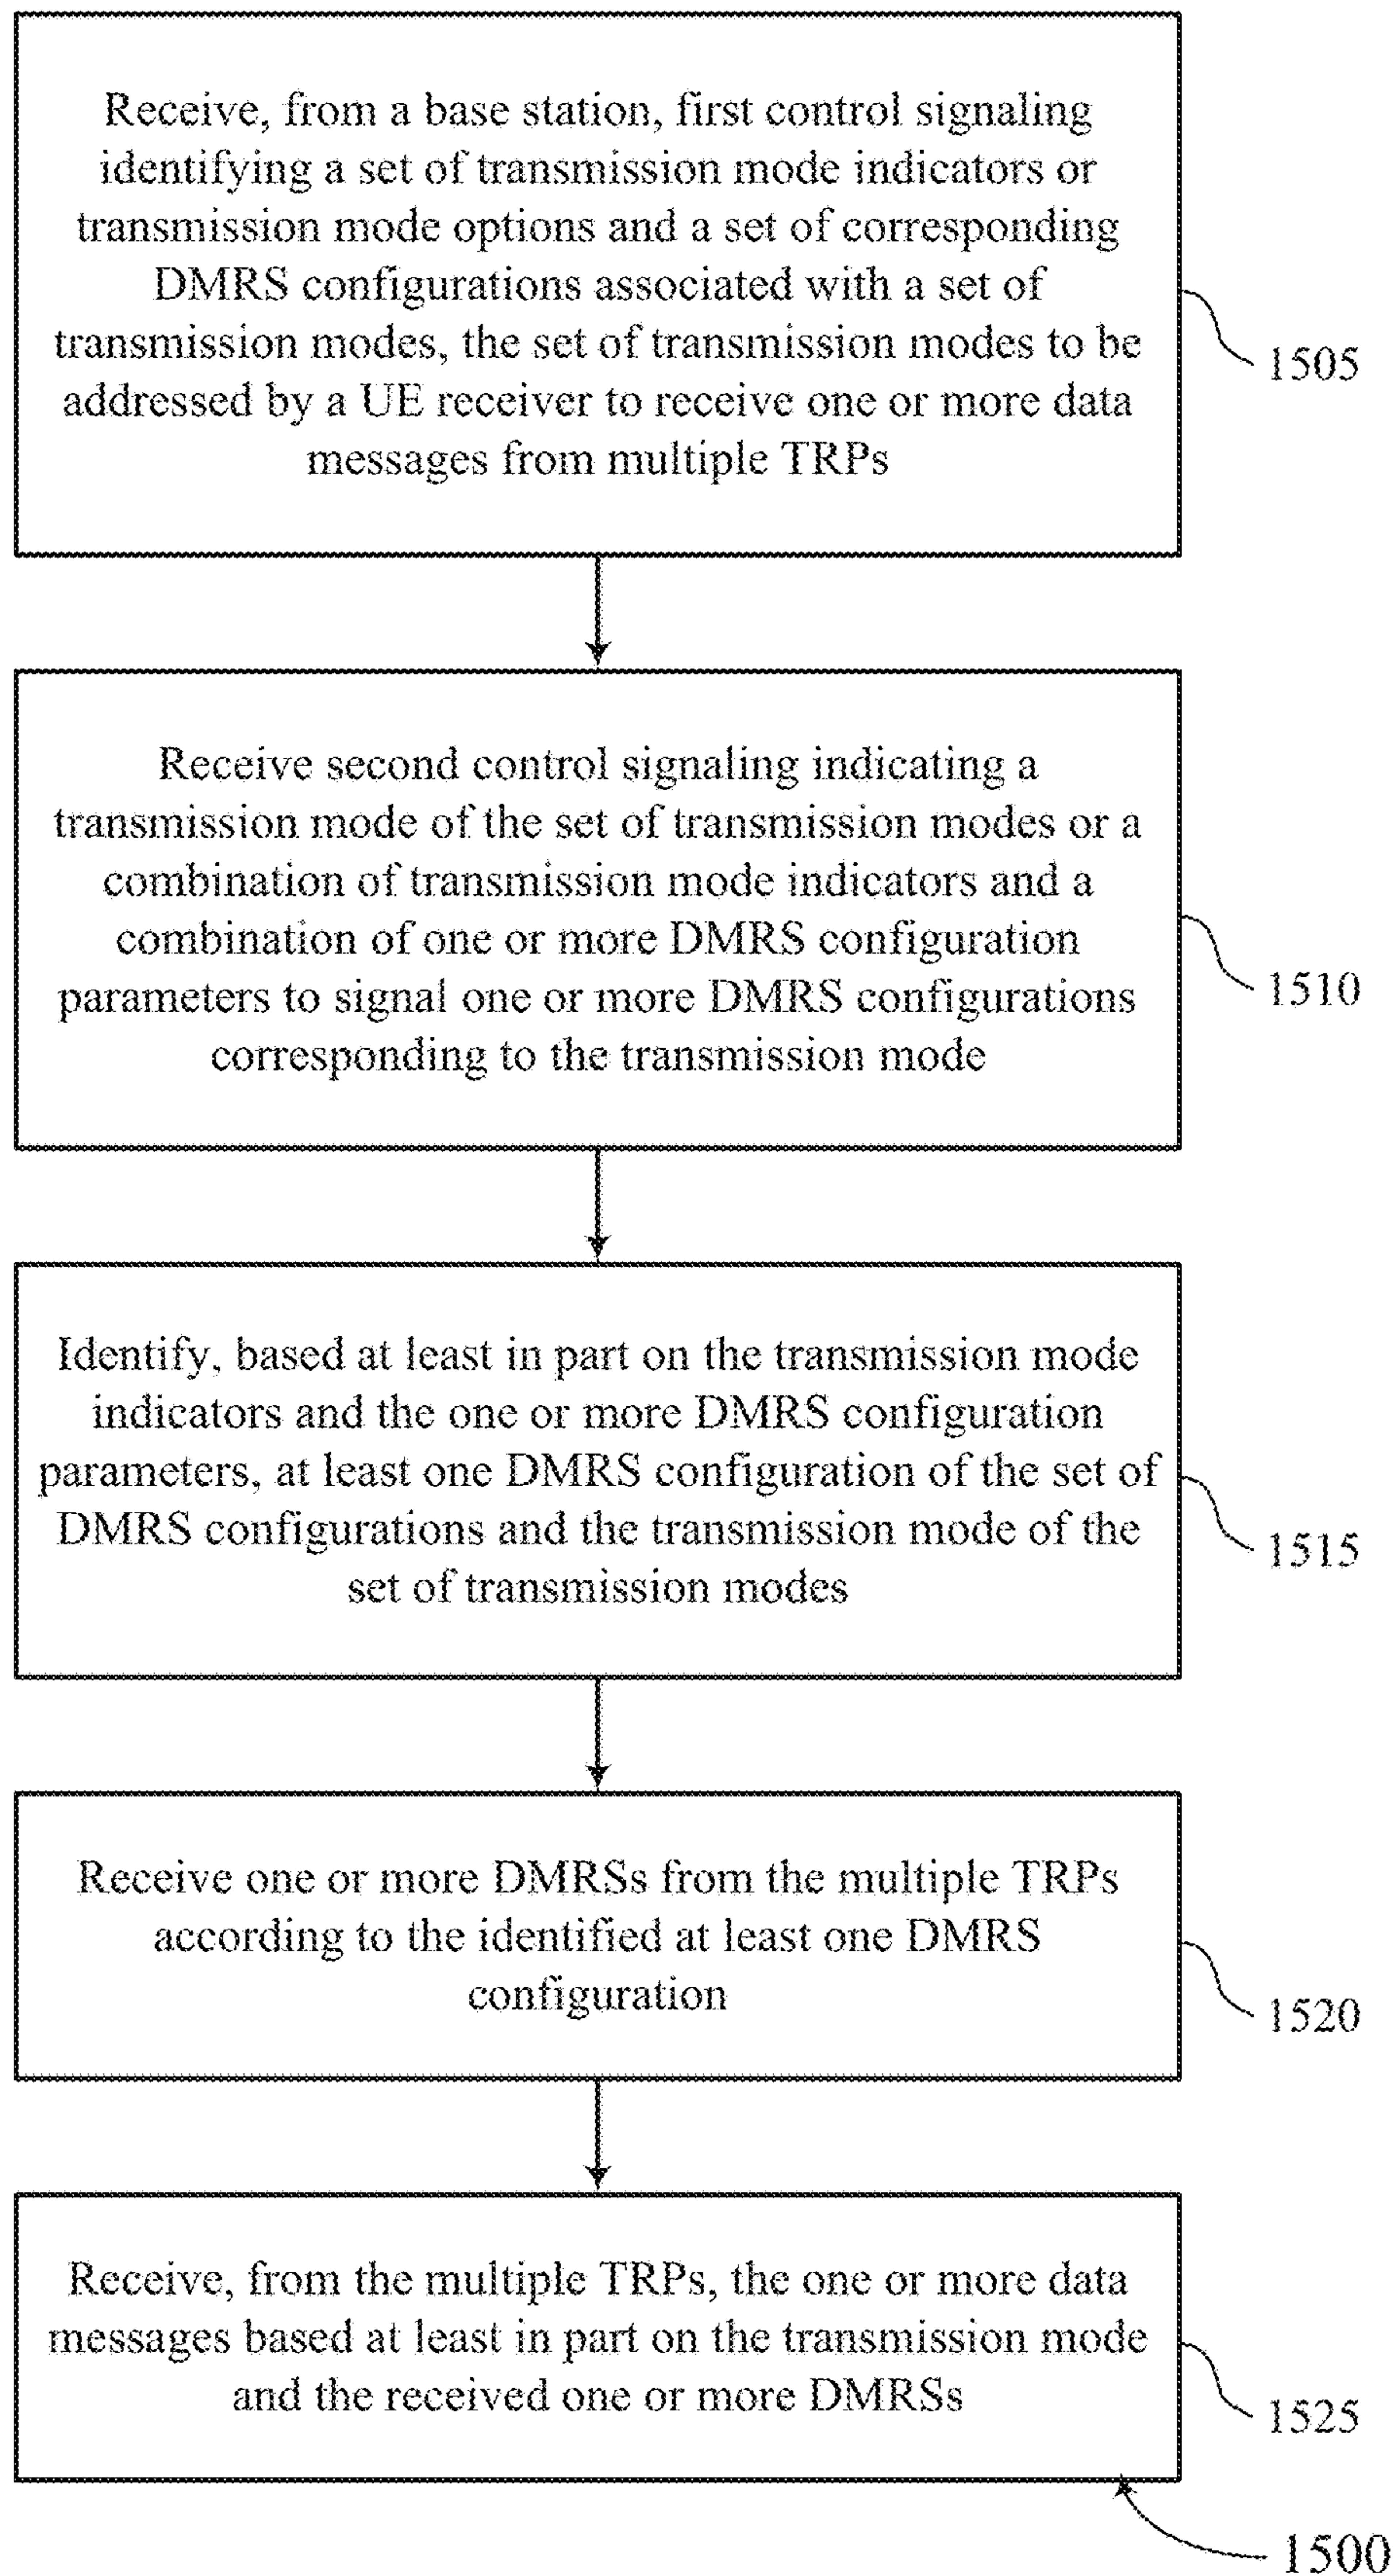 Receive, from a base station, first control signaling
identifying a set of transmission mode indicators or
transmission mode options and a set of corresponding
DMRS configurations associated with a set of
transmission modes, the set of transmission modes to be
addressed by a UE receiver to receive one or more data
messages from multiple TRPs
1505
Receive second control signaling indicating a
transmission mode of the set of transmission modes or a
combination of transmission mode indicators and a
combination of one or more DMRS configuration
parameters to signal one or more DMRS configurations
corresponding to the transmission mode
1510
Identify, based at least in part on the transmission mode
indicators and the one or more DMRS configuration
parameters, at least one DMRS configuration of the set of
DMRS configurations and the transmission mode of the
set of transmission modes
1515
Receive one or more DMRSs from the multiple TRPs
according to the identified at least one DMRS
configuration
1520
Receive, from the multiple TRPs, the one or more data
messages based at least in part on the transmission mode
and the received one or more DMRSs
1525
1500